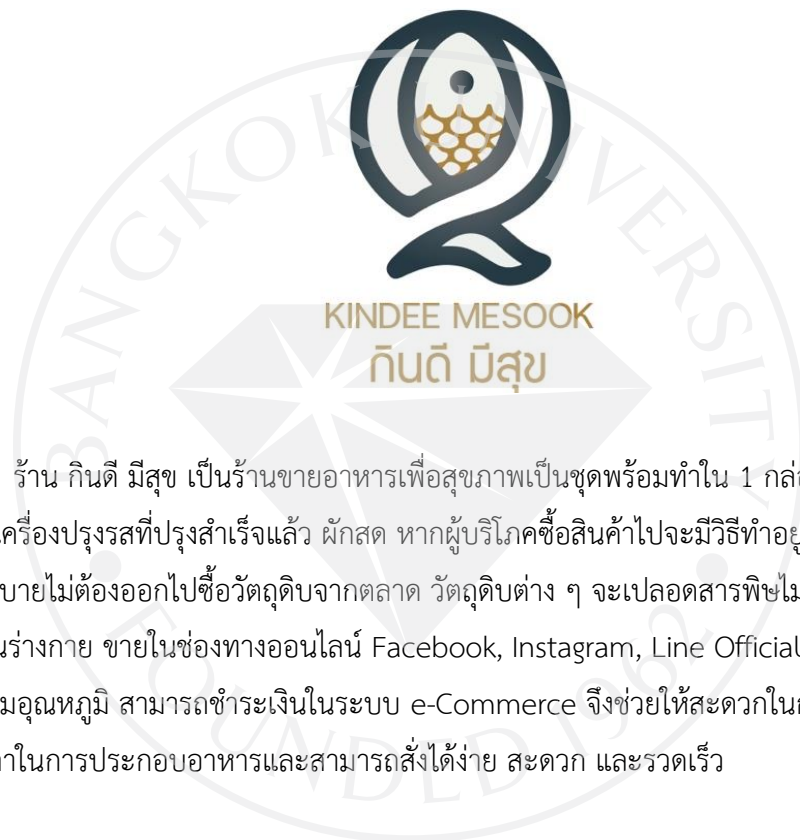 KINDEE MESOOK
กินดี มีสุข
ร้าน กินดี มีสุข เป็นร้านขายอาหารเพื่อสุขภาพเป็นชุดพร้อมทำใน 1
เครื่องปรุงรสที่ปรุงสำเร็จแล้ว ผักสด หากผู้บริโภคซื้อสินค้าไปจะมีวิธีทำอยู่
ไม่ต้องออกไปซื้อวัตถุดิบจากตลาด วัตถุดิบต่าง ๆ จะเปลอดสารพิษ
ร่างกาย ขายในช่องทางออนไลน์ Facebook, Instagram, Line Official
อุณหภูมิ สามารถชำระเงินในระบบ e-Commerce จึงช่วยให้สะดวกใน
ในการประกอบอาหารและสามารถสั่งได้ง่าย สะดวก และรวดเร็ว
BANGKOK UNIVERSITY
FOUNDED 1962